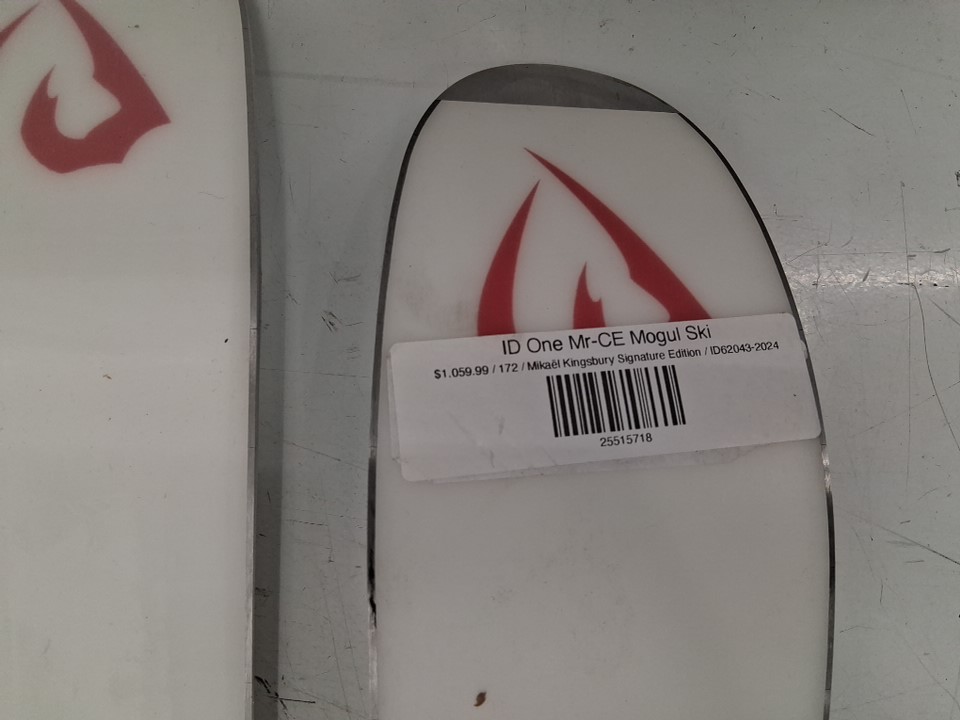 ID One Mr-CE Mogul Ski
$1.059.99 / 172 / Mikaël Kingsbury Signature Edition / ID62043-2024
25515718